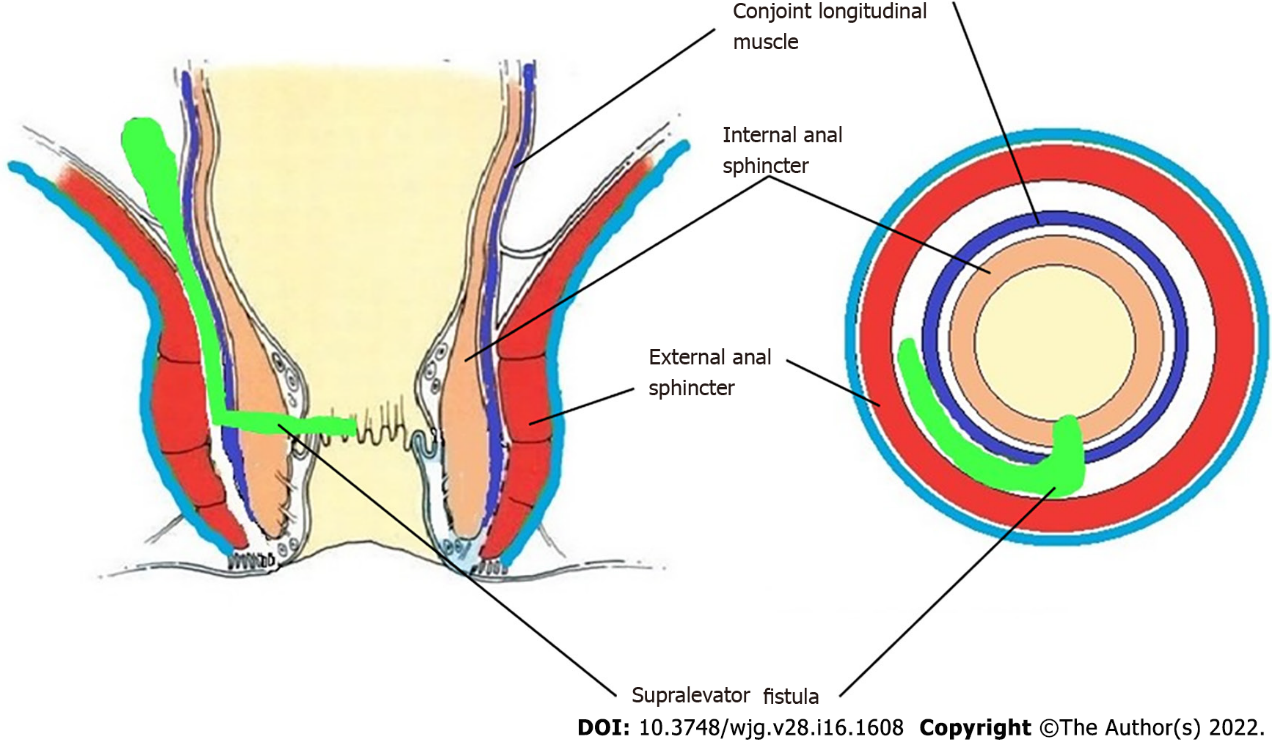 Conjoint longitudinal
muscle
Internal anal
sphincter
External anal
sphincter
Supralevator fistula
DOI: 10.3748/wjg.v28.i16.1608 Copyright ©The Author(s) 2022.